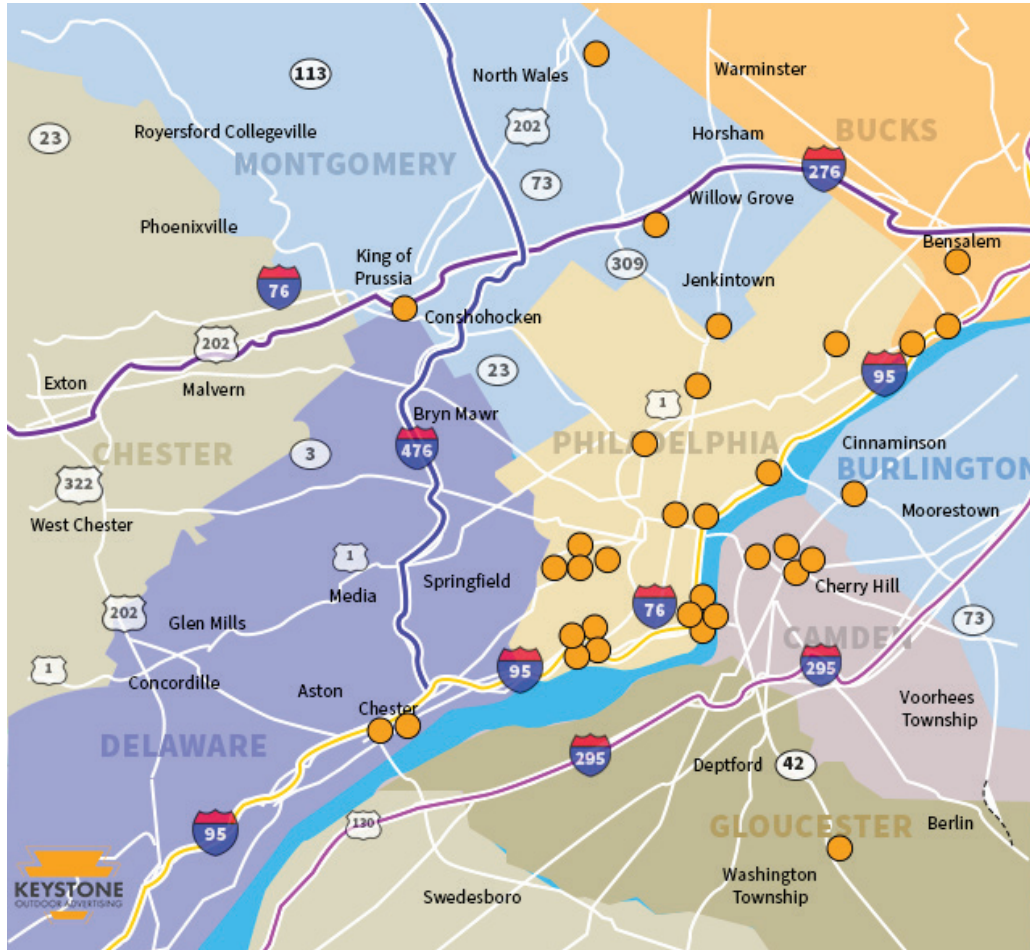 113
North Wales
Warminster
23
202
Royersford Collegeville
Horsham
BUCKS
MONTGOMERY
73
276
Willow Grove
Phoenixville
Bensalem
King of
Prussia
309
Jenkintown
76
Conshohocken
202
23
95
Exton
Malvern
1
Bryn Mawr
CHESTER
3
476
PHILADELPHIA
Cinnaminson
BURLINGTON
322
West Chester
Moorestown
1
Springfield
Media
Cherry Hill
202
76
Glen Mills
73
CAMDEN
1
95
295
Concordville
Aston
Chester
Voorhees
Township
DELAWARE
295
Deptford
42
95
130
GLOUCESTER
Berlin
KEYSTONE
OUTDOOR ADVERTISING
Swedesboro
Washington
Township